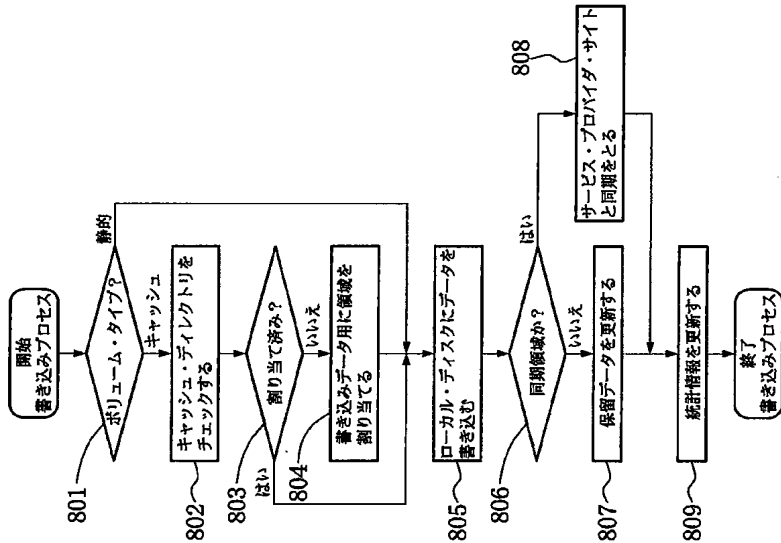 開始
書き込みプロセス
801
ボリューム・タイプ?
静的
キャッシュ
802
キャッシュ・ディレクトリを
チェックする
803
割り当て済み?
はい
いいえ
804
書き込みデータ用に領域を
割り当てる
805
ローカル・ディスクにデータを
書き込む
806
同期領域か?
はい
いいえ
807
保留データを更新する
808
サービス・プロバイダ・サイト
と同期をとる
809
統計情報を更新する
終了
書き込みプロセス